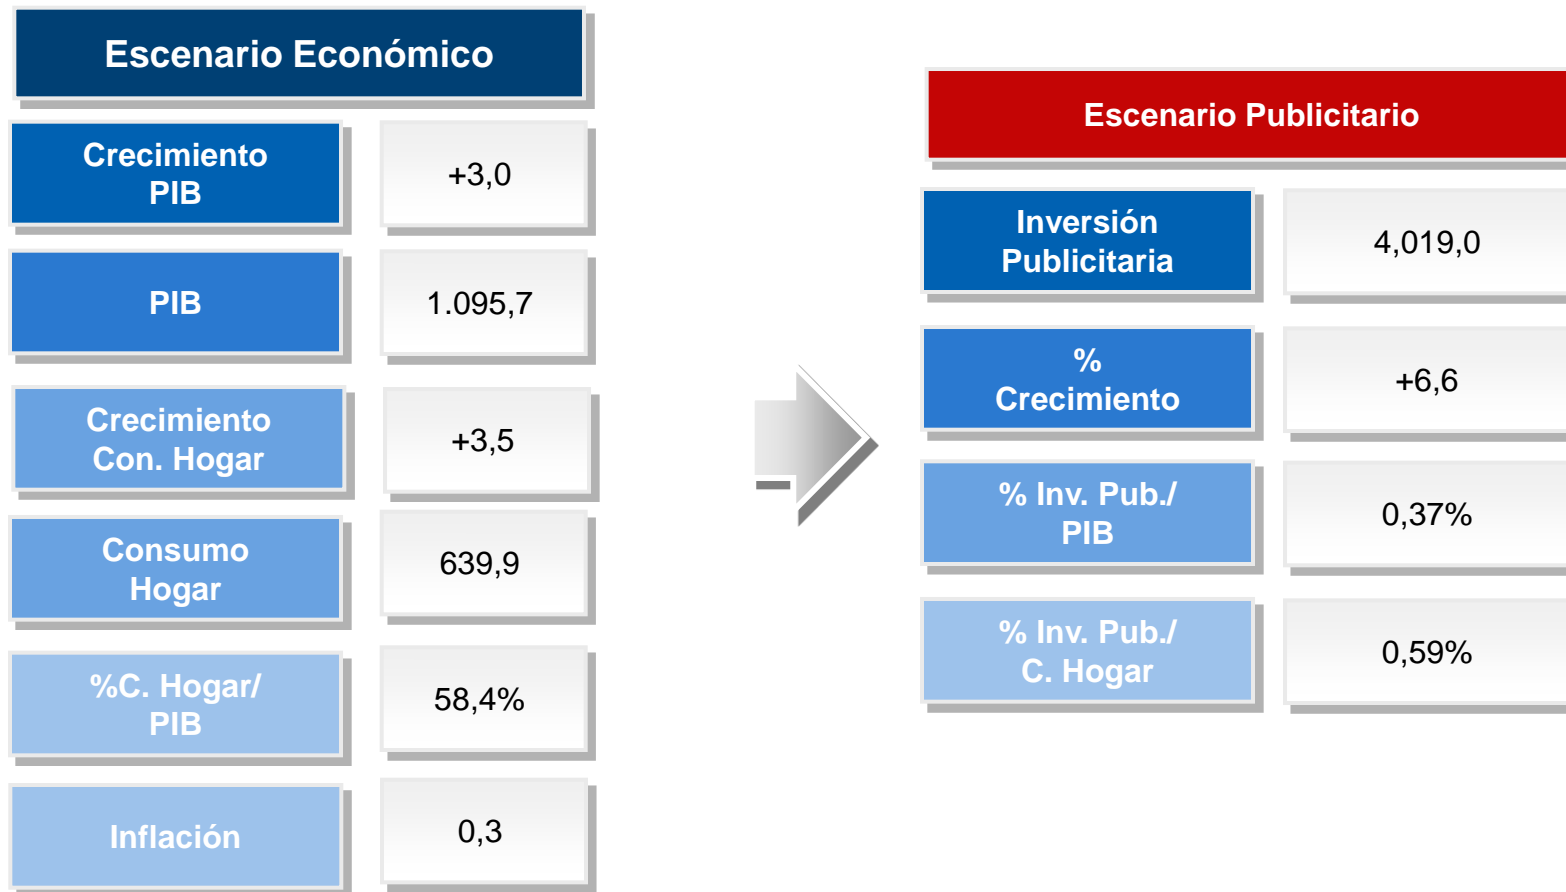 Escenario Económico
Crecimiento
PIB
+3,0
PIB
1.095,7
Crecimiento
Con. Hogar
+3,5
Consumo
Hogar
639,9
%C. Hogar/
PIB
58,4%
Inflación
0,3
Escenario Publicitario
Inversión
Publicitaria
4,019,0
%
Crecimiento
+6,6
% Inv. Pub./
PIB
0,37%
% Inv. Pub./
C. Hogar
0,59%